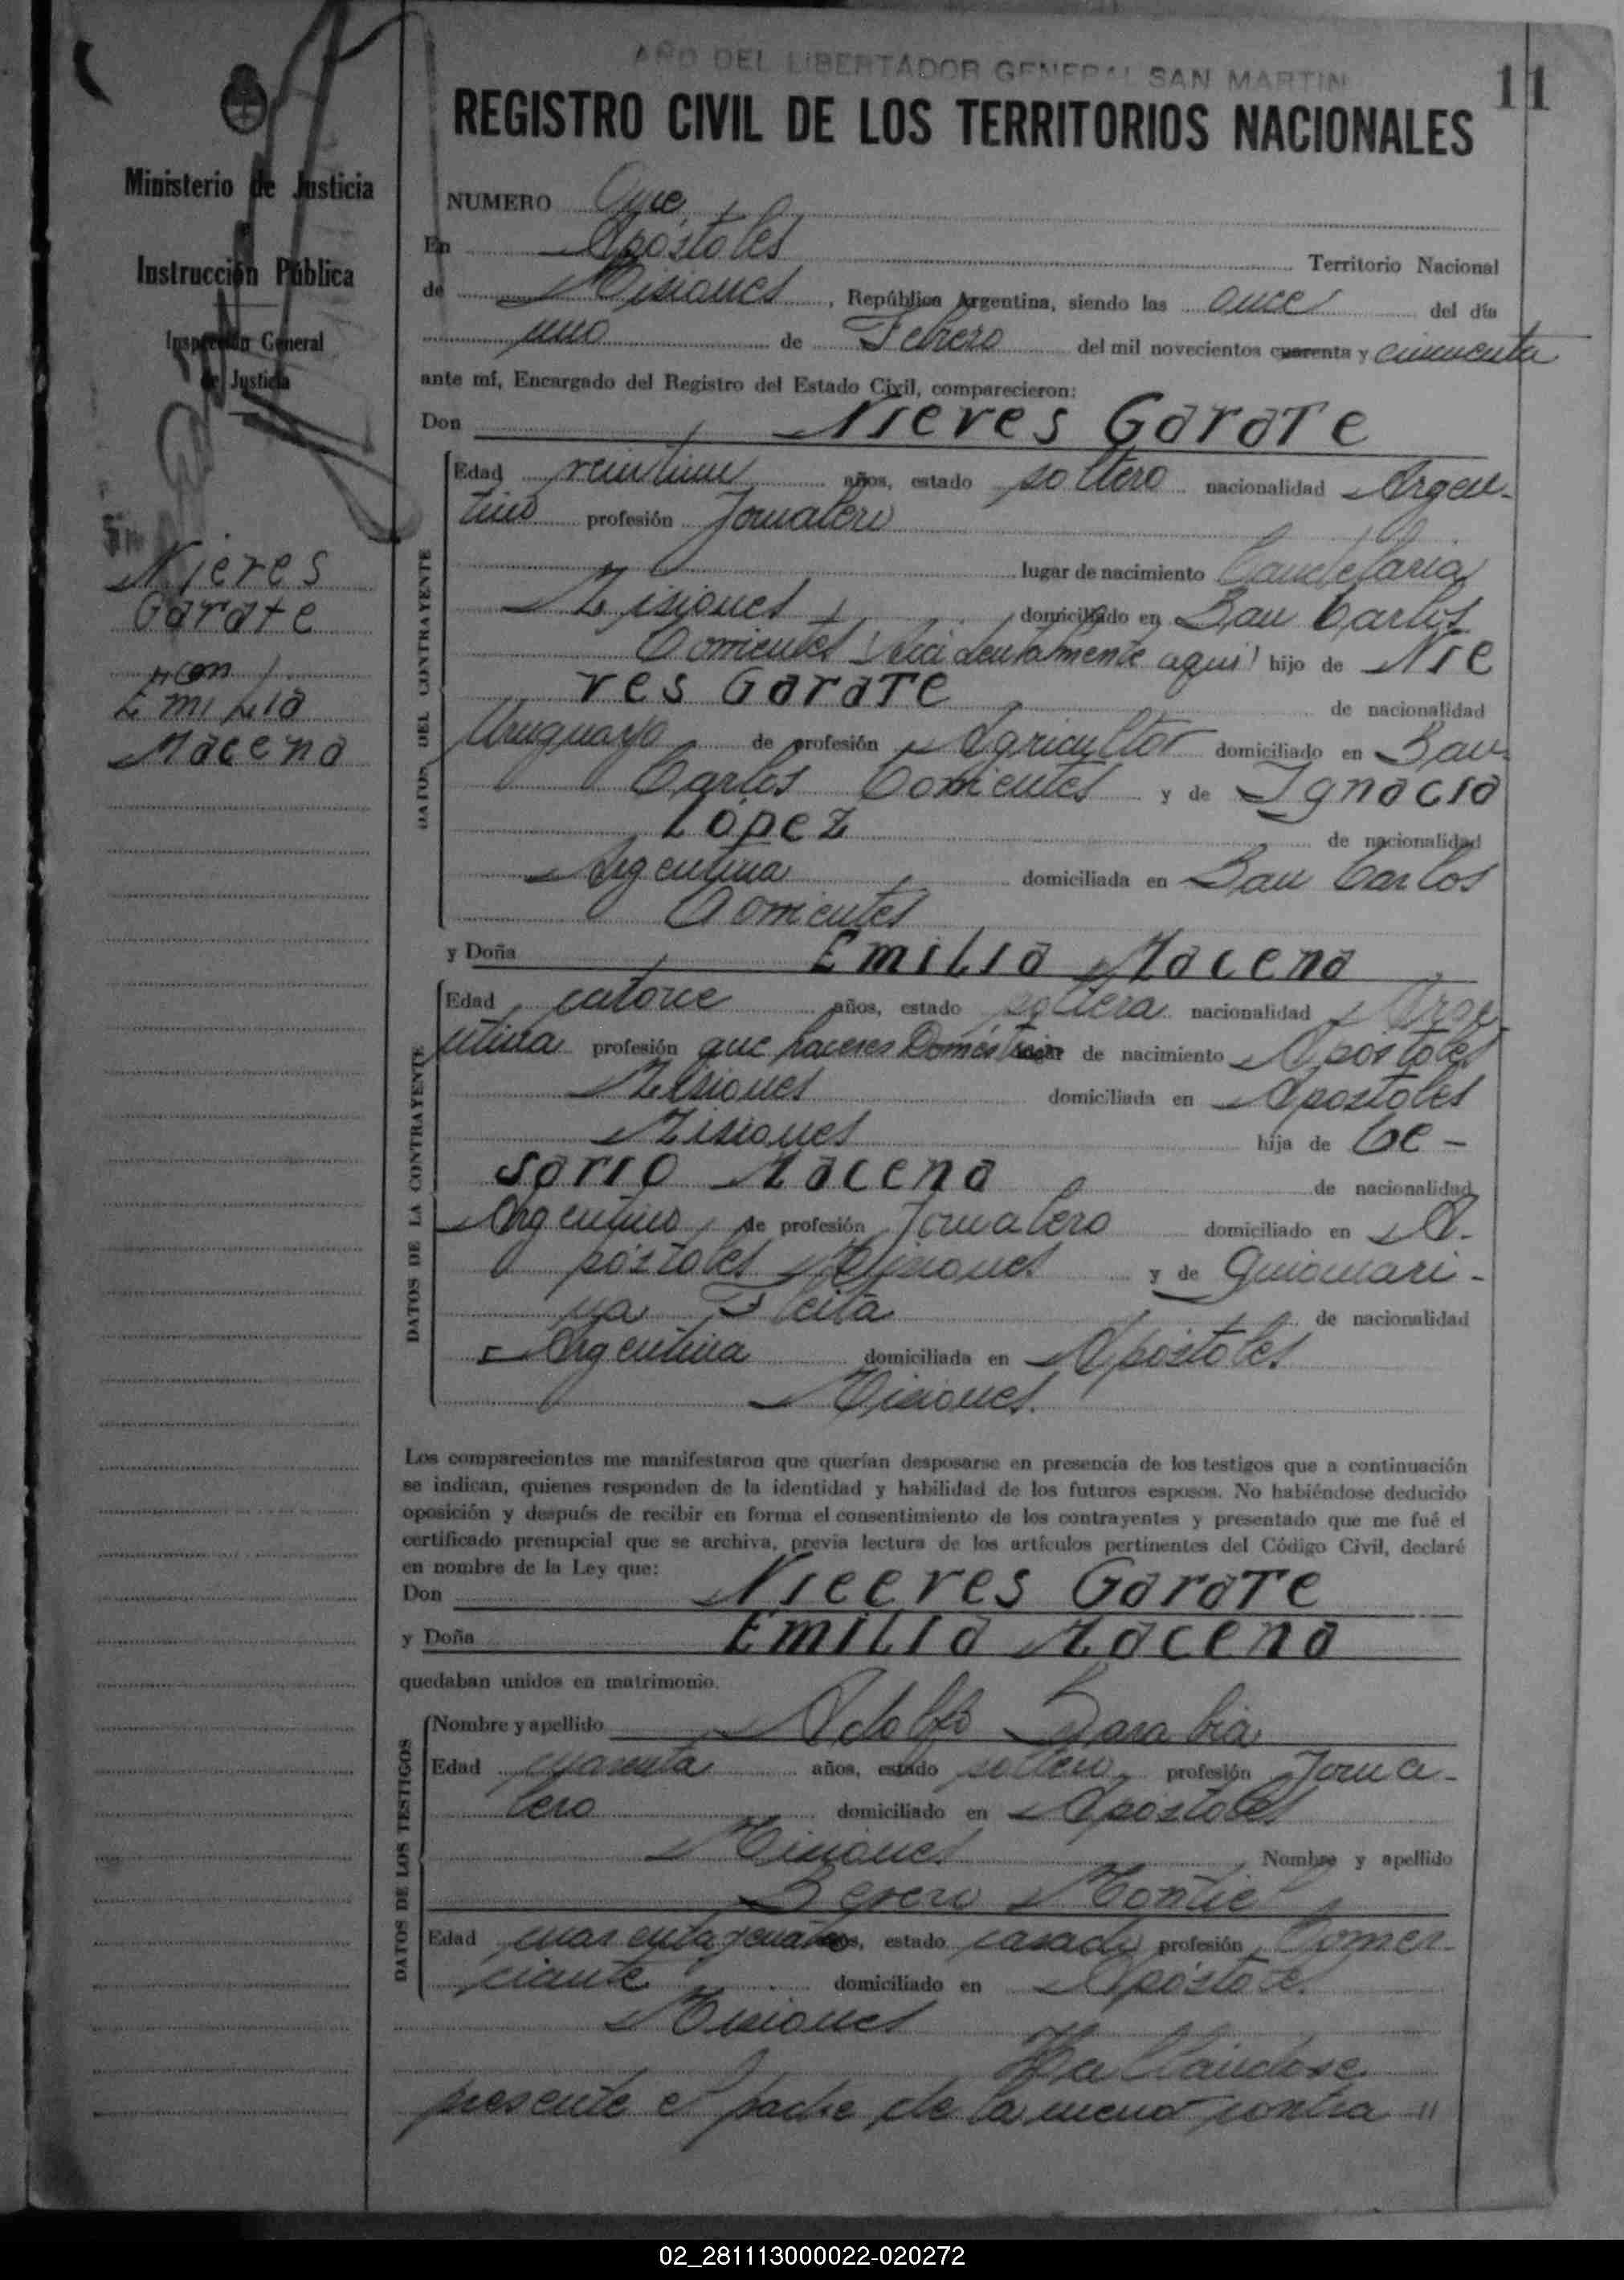 AÑO DEL LIBERTADOR GENERAL SAN MARTIN
11
REGISTRO CIVIL DE LOS TERRITORIOS NACIONALES
Ministerio de Justicia
Instrucción Pública
Inspección General
de Justicia
Nieves
Garate
con
Emilia
Macena
NUMERO Once
En Apóstoles Territorio Nacional
de Misiones, República Argentina, siendo las once del día
uno de Febrero del mil novecientos cuarenta y cincuenta
ante mí, Encargado del Registro del Estado Civil, comparecieron:
Don Nieves Garate
DATOS DEL CONTRAYENTE
Edad años, estado soltero nacionalidad Argen-
tino profesión Jornalero
lugar de nacimiento Candelaria
Misiones domiciliado en San Carlos
Corrientes accidentalmente aquí hijo de Nie
ves Garate de nacionalidad
Uruguayo de profesión Agricultor domiciliado en San
Carlos Corrientes y de Ignacia
López de nacionalidad
Argentina domiciliada en San Carlos
Corrientes
y Doña Emilia Macena
DATOS DE LA CONTRAYENTE
Edad catorce años, estado soltera nacionalidad Arge
ntina profesión que haceres Domésticos lugar de nacimiento Apóstoles
Misiones domiciliada en Apóstoles
Misiones hija de Ce-
sario Macena de nacionalidad
Argentino, de profesión Jornalero domiciliado en A-
póstoles Misiones y de Guiomari-
na Fleita de nacionalidad
Argentina domiciliada en Apóstoles
Misiones.
Los comparecientes me manifestaron que querían desposarse en presencia de los testigos que a continuación
se indican, quienes responden de la identidad y habilidad de los futuros esposos. No habiéndose deducido
oposición y después de recibir en forma el consentimiento de los contrayentes y presentado que me fué el
certificado prenupcial que se archiva, previa lectura de los artículos pertinentes del Código Civil, declaré
en nombre de la Ley que:
Don Nieeves Garate
y Doña Emilia Macena
quedaban unidos en matrimonio.
DATOS DE LOS TESTIGOS
Nombre y apellido Adolfo Sarabia
Edad cuarenta años, estado soltero, profesión Jorna-
lero domiciliado en Apóstoles
Misiones Nombre y apellido
Montiel
Edad cuarenta y años, estado casado profesión Comer-
ciante domiciliado en Apóstoles
Misiones
Hallándose
presente el padre de la menor contra "
02_281113000022-020272